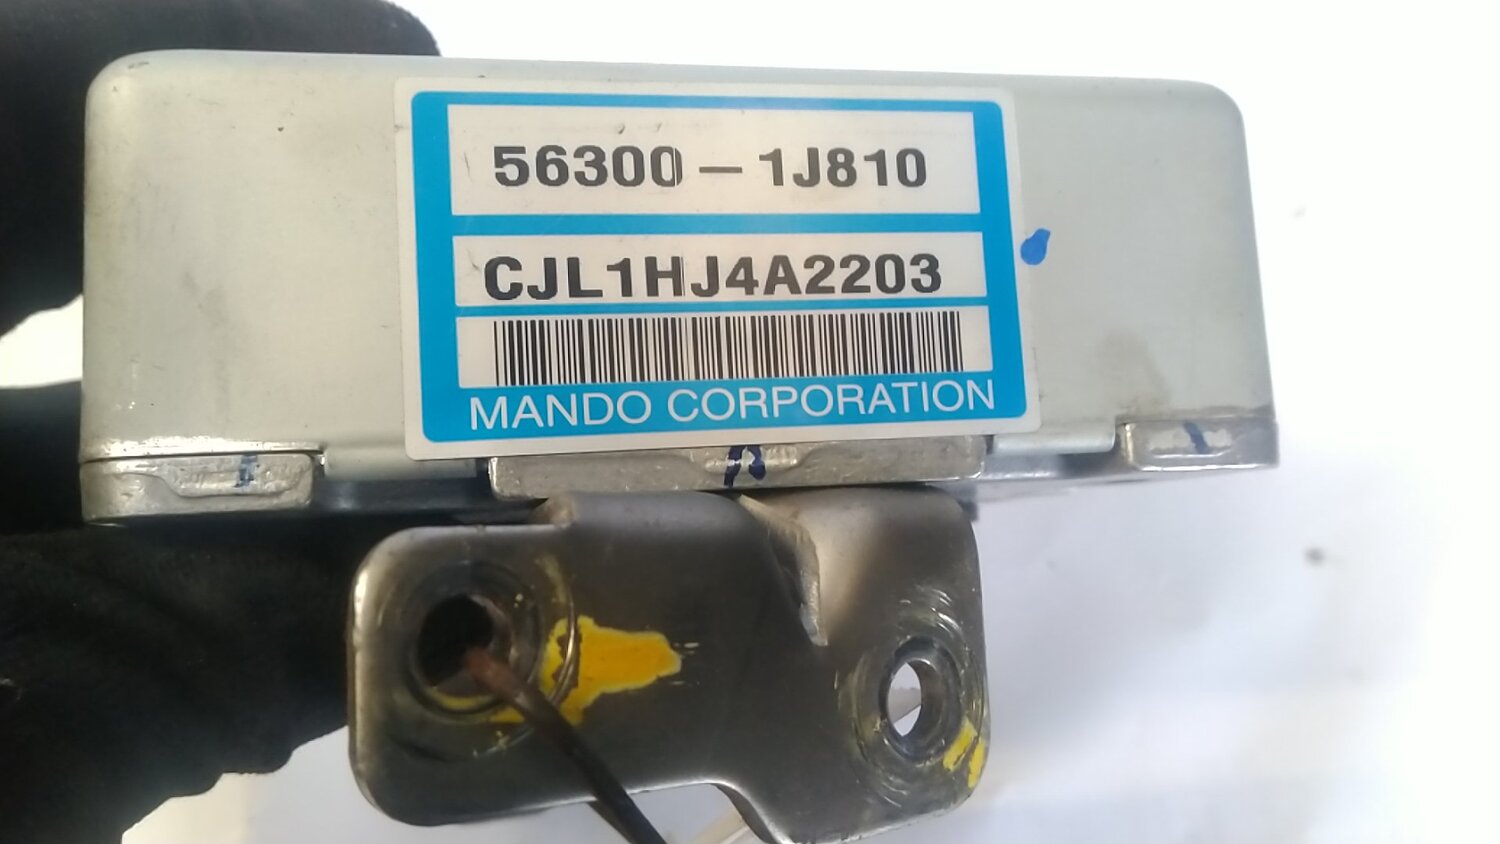 56300-1J810
CJL1HJ4A2203
MANDO CORPORATION